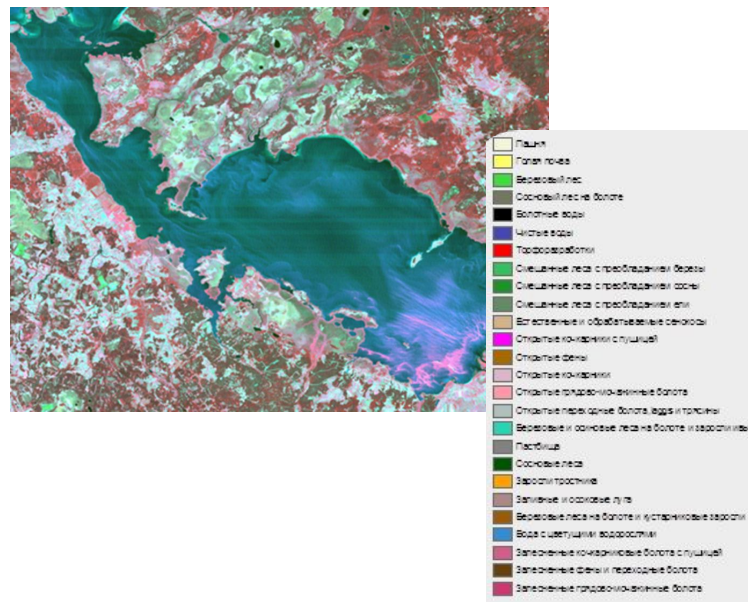 Пашня
Голая почва
Березовый лес
Сосновый лес на болоте
Болотные воды
Чистые воды
Торфоразработки
Смешанные леса с преобладанием березы
Смешанные леса с преобладанием сосны
Смешанные леса с преобладанием ели
Естественные и обрабатываемые сенокосы
Открытые кочкарники с пушицей
Открытые фены
Открытые кочкарники
Открытые грядово-мочажинные болота
Открытые переходные болота, laggs и трясины
Березовые и осиновые леса на болоте и заросли ивы
Пастбища
Сосновые леса
Заросли тростника
Заливные и осоковые луга
Березовые леса на болоте и кустарниковые заросли
Вода с цветущими водорослями
Залесненные кочкарниковые болота с пушицей
Залесненные фены и переходные болота
Залесненные грядово-мочажинные болота